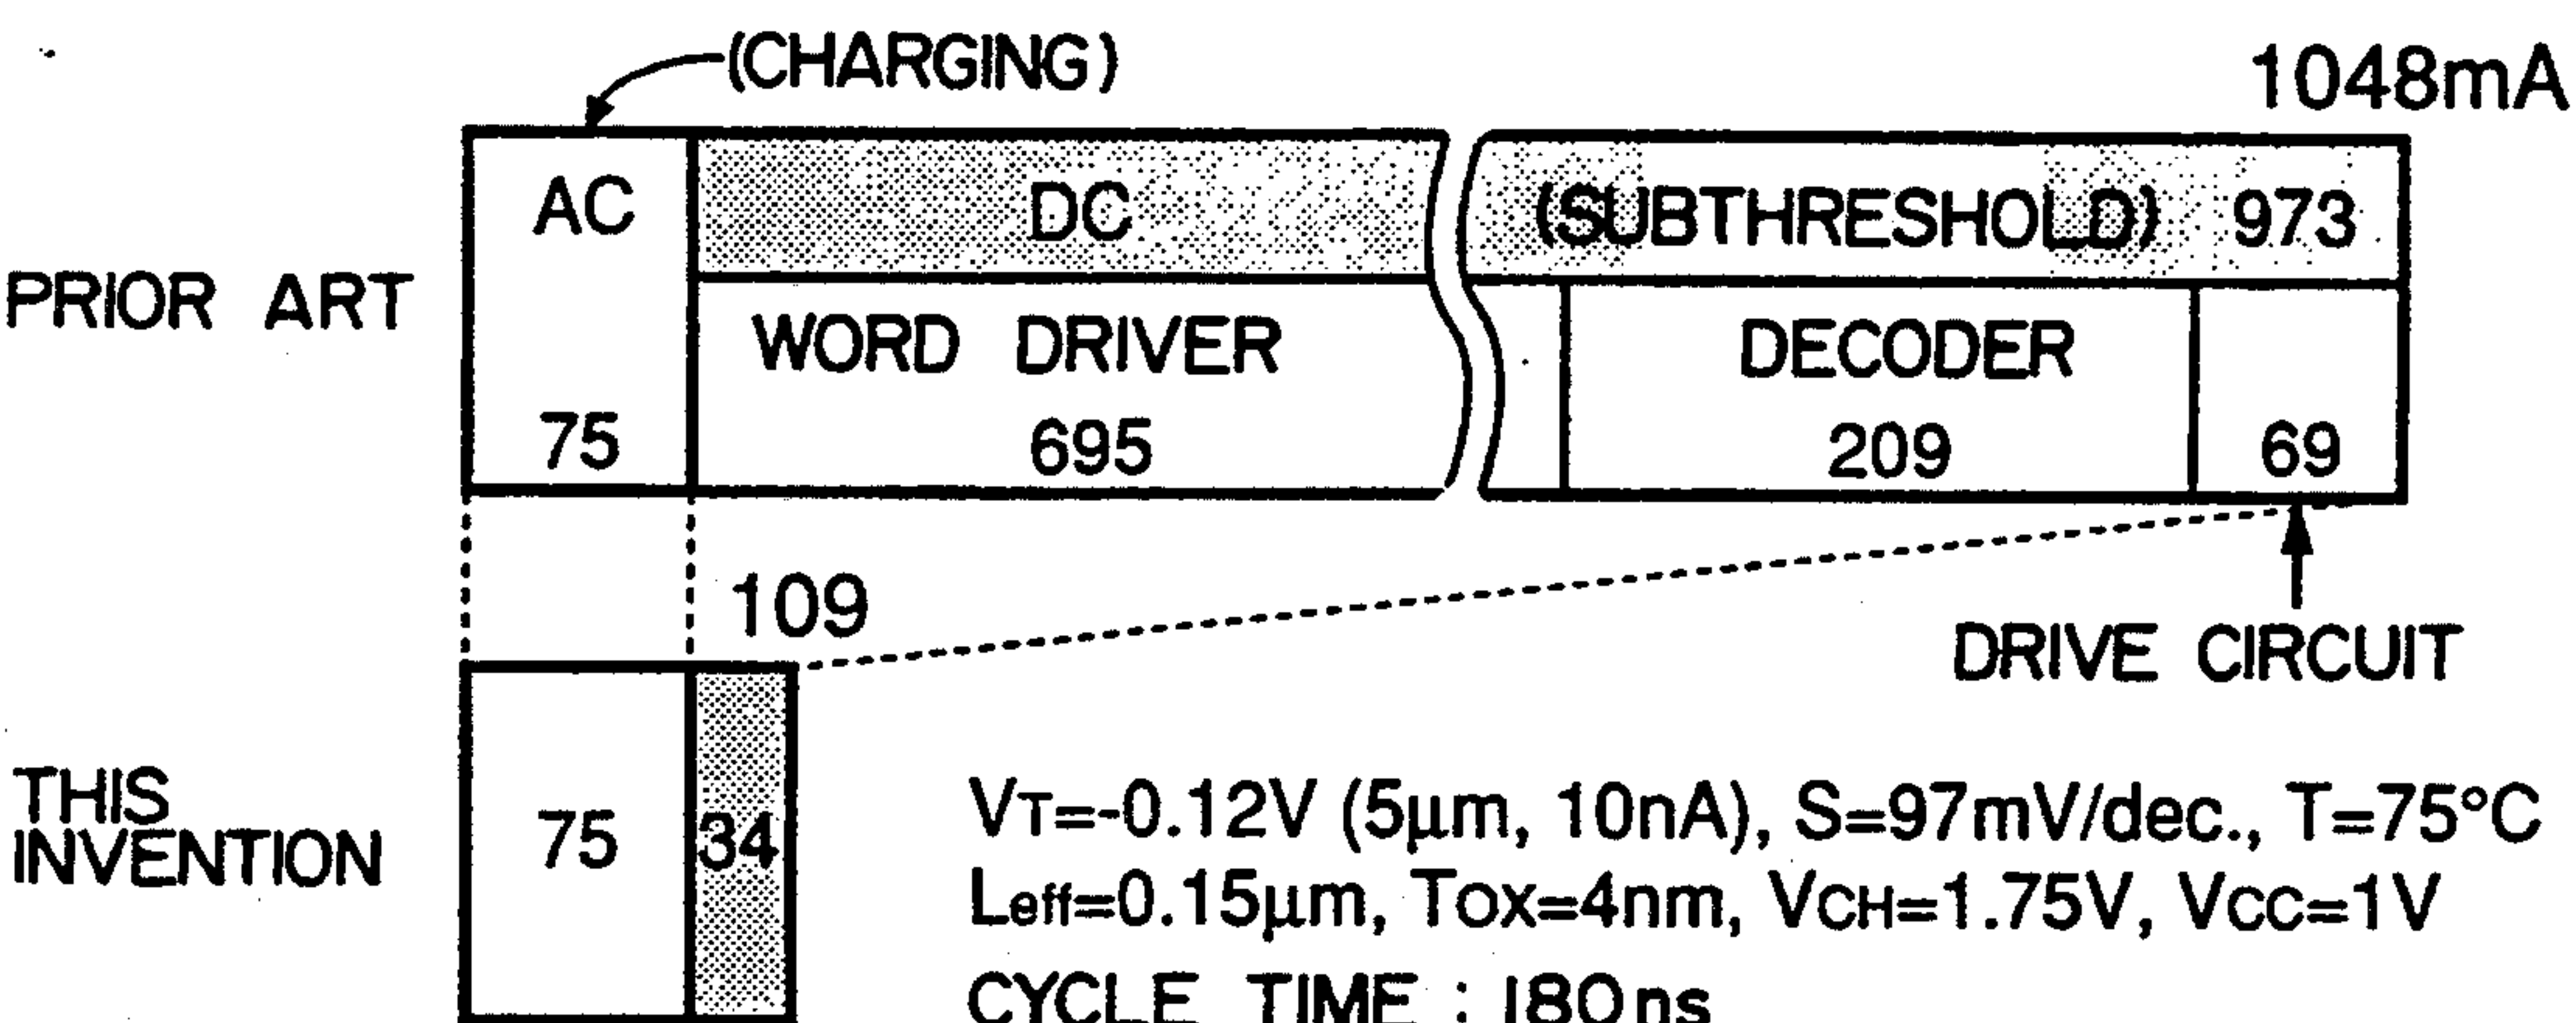 (CHARGING)
1048mA
AC
DC
(SUBTHRESHOLD) 973
PRIOR ART
WORD DRIVER
DECODER
75
695
209
69
109
DRIVE CIRCUIT
THIS
INVENTION
75
34
VT=-0.12V (5μm, 10nA), S=97mV/dec., T=75°C
Leff=0.15μm, Tox=4nm, VCH=1.75V, VCC=1V
CYCLE TIME : 180ns